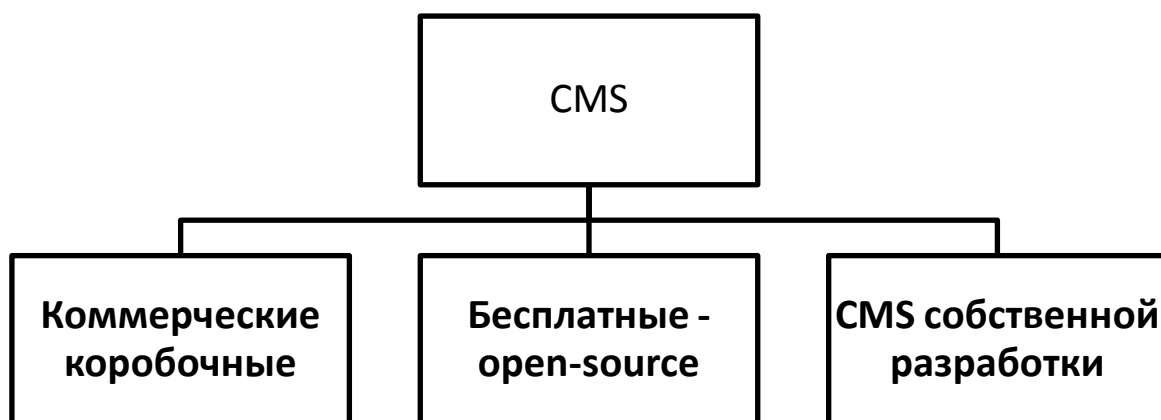 CMS
Коммерческие
коробочные
Бесплатные -
open-source
CMS собственной
разработки